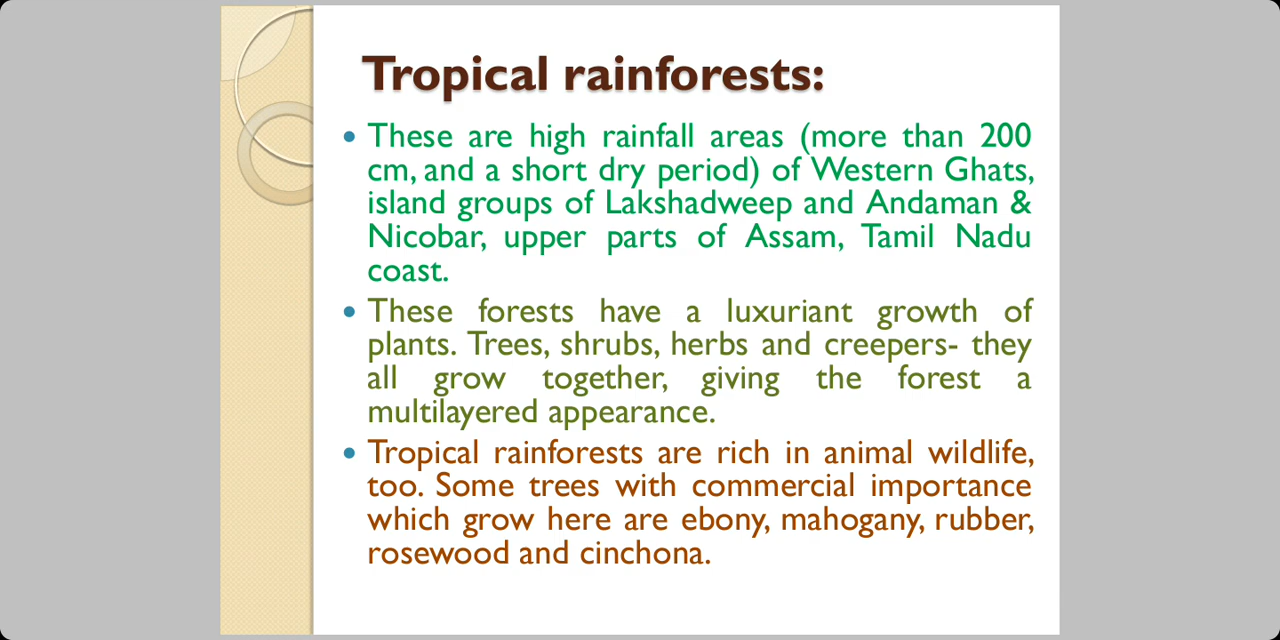 Tropical rainforests:
• These are high rainfall areas (more than 200
cm, and a short dry period) of Western Ghats,
island groups of Lakshadweep and Andaman &
Nicobar, upper parts of Assam, Tamil Nadu
coast.
• These forests have a luxuriant growth of
plants. Trees, shrubs, herbs and creepers- they
all grow together, giving the forest a
multilayered appearance.
• Tropical rainforests are rich in animal wildlife,
too. Some trees with commercial importance
which grow here are ebony, mahogany, rubber,
rosewood and cinchona.